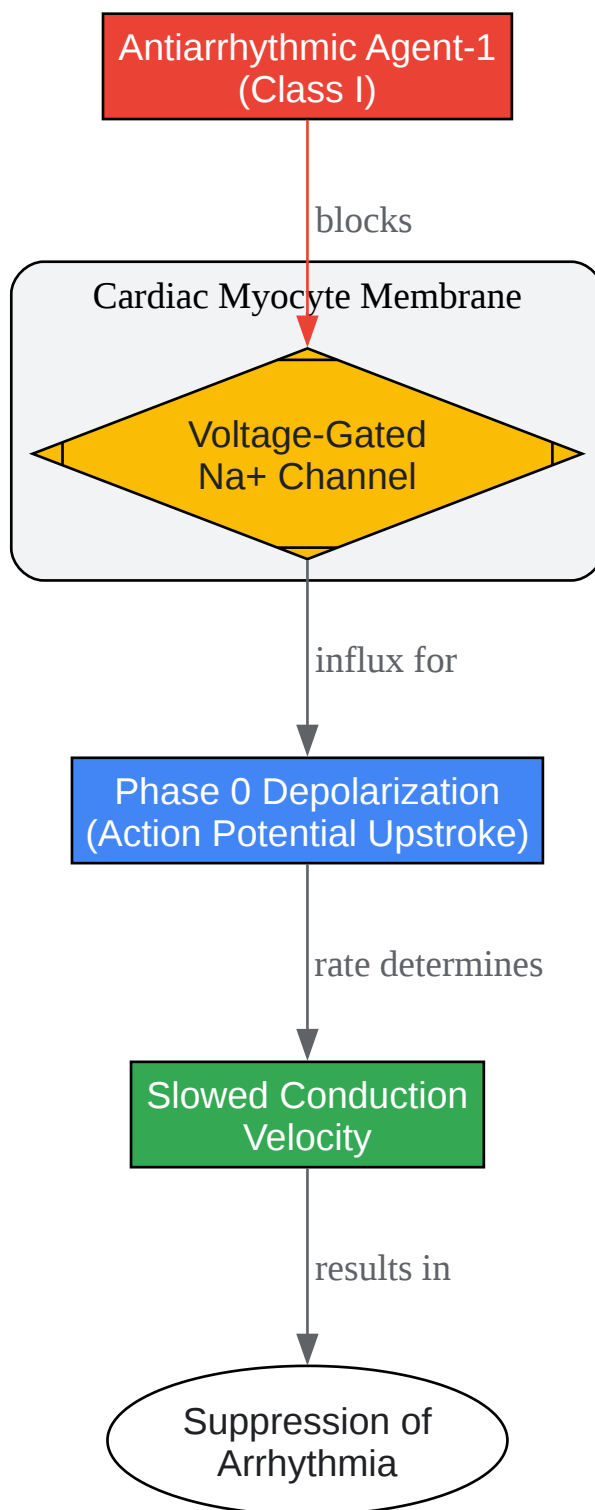 Antiarrhythmic Agent-1
(Class I)
blocks
Cardiac Myocyte Membrane
Voltage-Gated
Na+ Channel
influx for
Phase 0 Depolarization
(Action Potential Upstroke)
rate determines
Slowed Conduction
Velocity
results in
Suppression of
Arrhythmia